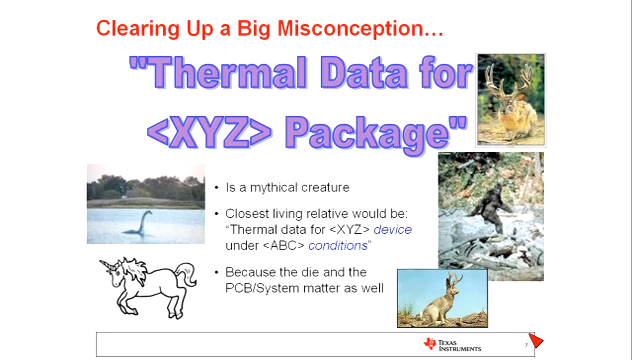 Clearing Up a Big Misconception…
"Thermal Data for
<XYZ> Package"
• Is a mythical creature
• Closest living relative would be:
“Thermal data for <XYZ> device
under <ABC> conditions”
• Because the die and the
PCB/System matter as well
TEXAS
INSTRUMENTS
7